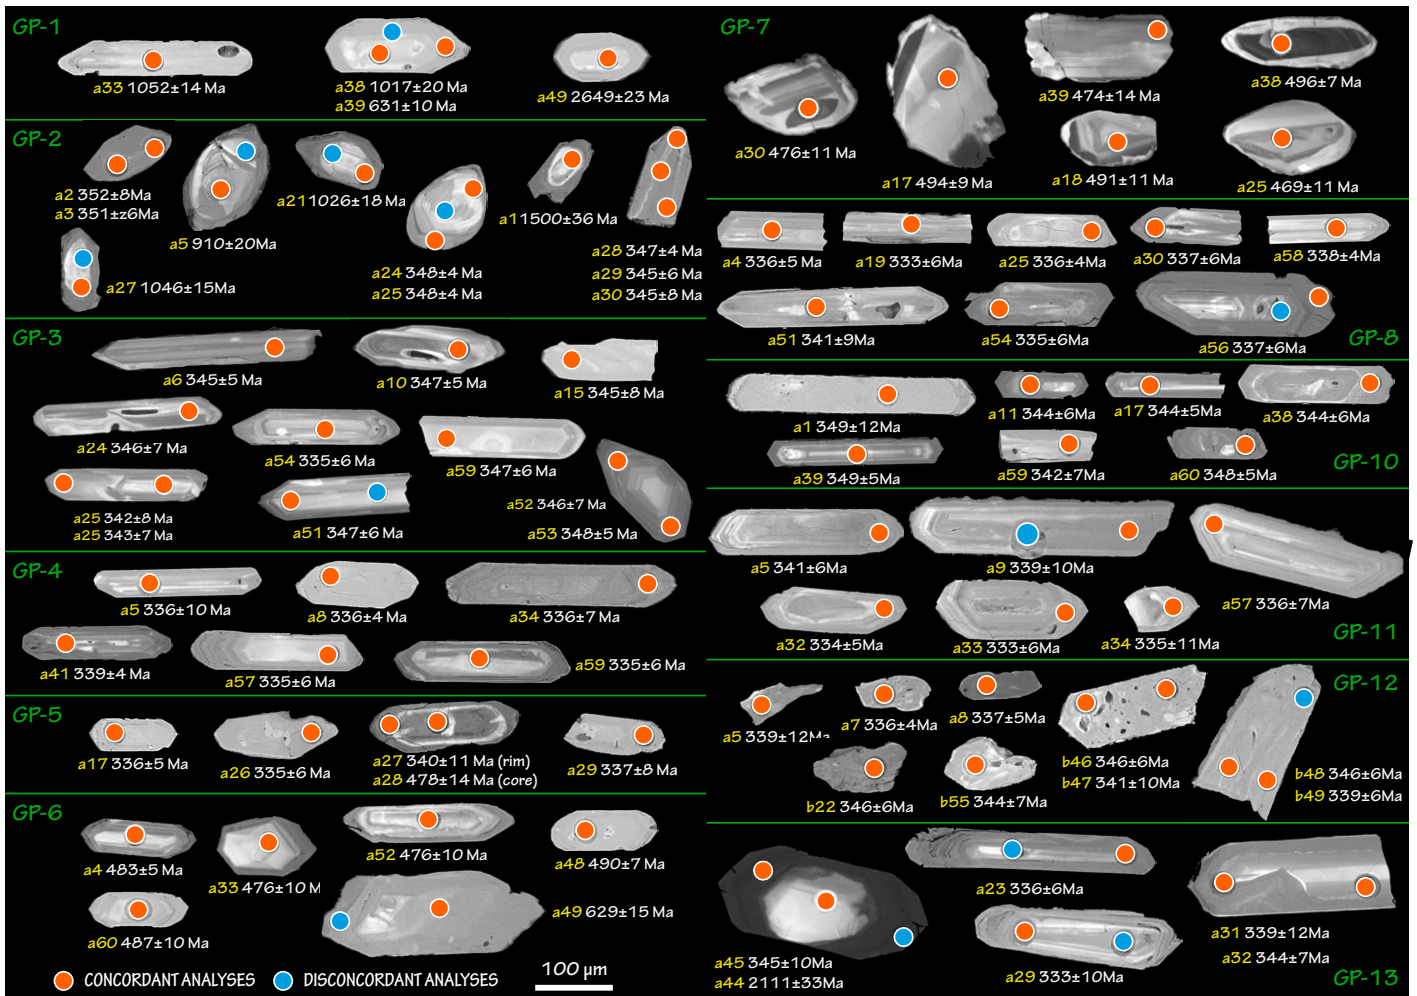 GP-1
a33 1052±14 Ma
a38 1017±20 Ma
a39 631±10 Ma
a49 2649±23 Ma
GP-2
a2 352±8Ma
a3 351±z6Ma
a5 910±20Ma
a21 1026±18 Ma
a24 348±4 Ma
a25 348±4 Ma
a1 1500±36 Ma
a28 347±4 Ma
a29 345±6 Ma
a30 345±8 Ma
a27 1046±15Ma
GP-3
a6 345±5 Ma
a10 347±5 Ma
a15 345±8 Ma
a24 346±7 Ma
a54 335±6 Ma
a59 347±6 Ma
a25 342±8 Ma
a25 343±7 Ma
a51 347±6 Ma
a52 346±7 Ma
a53 348±5 Ma
GP-4
a5 336±10 Ma
a8 336±4 Ma
a34 336±7 Ma
a41 339±4 Ma
a57 335±6 Ma
a59 335±6 Ma
GP-5
a17 336±5 Ma
a26 335±6 Ma
a27 340±11 Ma (rim)
a28 478±14 Ma (core)
a29 337±8 Ma
GP-6
a4 483±5 Ma
a33 476±10 M
a52 476±10 Ma
a48 490±7 Ma
a60 487±10 Ma
a49 629±15 Ma
CONCORDANT ANALYSES
DISCONCORDANT ANALYSES
100 µm
GP-7
a30 476±11 Ma
a17 494±9 Ma
a39 474±14 Ma
a38 496±7 Ma
a18 491±11 Ma
a25 469±11 Ma
a4 336±5 Ma
a19 333±6Ma
a25 336±4Ma
a30 337±6Ma
a58 338±4Ma
a51 341±9Ma
a54 335±6Ma
a56 337±6Ma
GP-8
a1 349±12Ma
a11 344±6Ma
a17 344±5Ma
a38 344±6Ma
a39 349±5Ma
a59 342±7Ma
a60 348±5Ma
GP-10
a5 341±6Ma
a9 339±10Ma
a57 336±7Ma
a32 334±5Ma
a33 333±6Ma
a34 335±11Ma
GP-11
GP-12
a5 339±12Ma
a7 336±4Ma
a8 337±5Ma
b46 346±6Ma
b47 341±10Ma
b48 346±6Ma
b49 339±6Ma
b22 346±6Ma
b55 344±7Ma
a45 345±10Ma
a44 2111±33Ma
a23 336±6Ma
a29 333±10Ma
a31 339±12Ma
a32 344±7Ma
GP-13